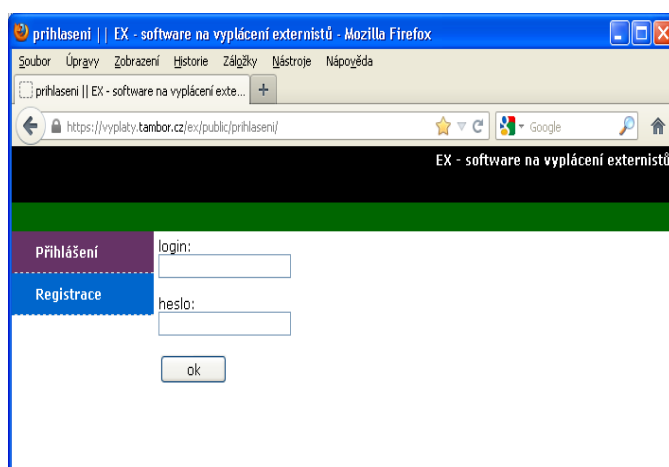 prihlaseni || EX - software na vyplácení externistů - Mozilla Firefox
Soubor Úpravy Zobrazení Historie Záložky Nástroje Nápověda
prihlaseni || EX - software na vyplácení exte...
https://vyplaty.tambor.cz/ex/public/prihlaseni/ Google
EX - software na vyplácení externistů
Přihlášení
Registrace
login:
heslo:
ok